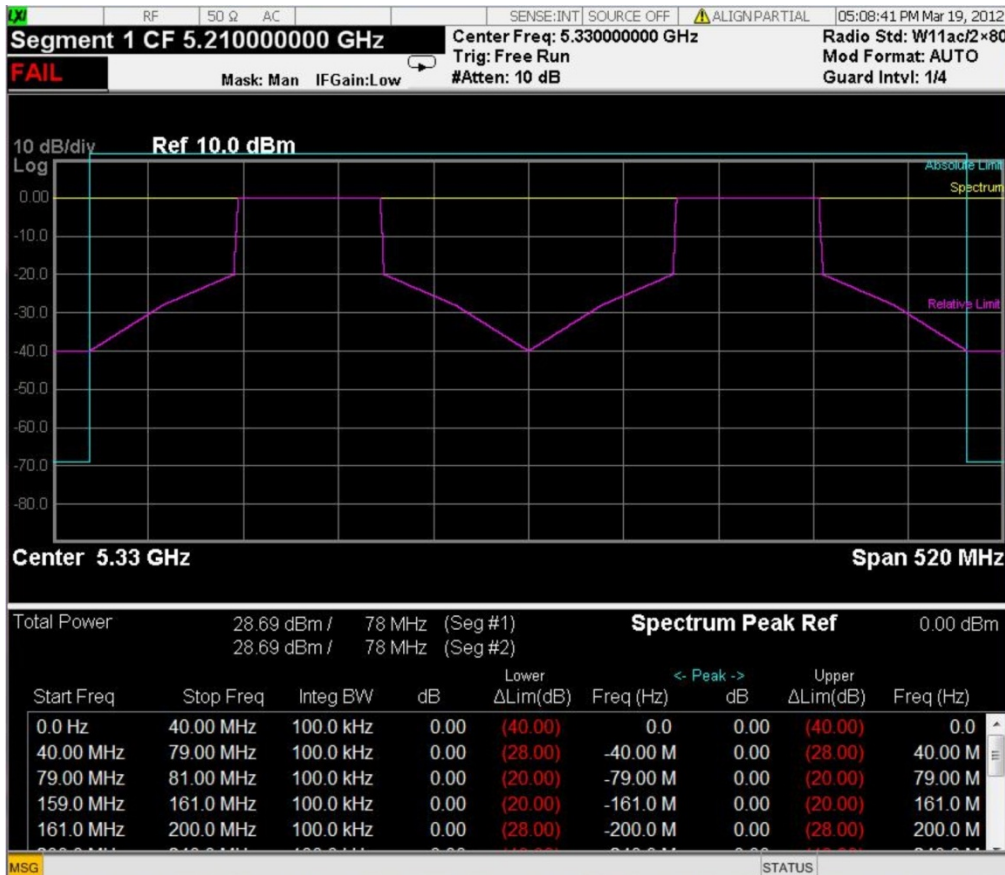 LXI RF 50 Ω AC SENSE:INT SOURCE OFF ALIGNPARTIAL 05:08:41 PM Mar 19, 2012
Segment 1 CF 5.210000000 GHz Center Freq: 5.330000000 GHz Radio Std: W11ac/2×80
Trig: Free Run Mod Format: AUTO
FAIL Mask: Man IFGain:Low #Atten: 10 dB Guard Intvl: 1/4
10 dB/div Ref 10.0 dBm
Log Absolute Limit
Spectrum
0.00
-10.0
-20.0
-30.0 Relative Limit
-40.0
-50.0
-60.0
-70.0
-80.0
Center 5.33 GHz Span 520 MHz
Total Power 28.69 dBm / 78 MHz (Seg #1) Spectrum Peak Ref 0.00 dBm
28.69 dBm / 78 MHz (Seg #2)
Lower <- Peak -> Upper
Start Freq Stop Freq Integ BW dB ΔLim(dB) Freq (Hz) dB ΔLim(dB) Freq (Hz)
0.0 Hz 40.00 MHz 100.0 kHz 0.00 (40.00) 0.0 0.00 (40.00) 0.0
40.00 MHz 79.00 MHz 100.0 kHz 0.00 (28.00) -40.00 M 0.00 (28.00) 40.00 M
79.00 MHz 81.00 MHz 100.0 kHz 0.00 (20.00) -79.00 M 0.00 (20.00) 79.00 M
159.0 MHz 161.0 MHz 100.0 kHz 0.00 (20.00) -161.0 M 0.00 (20.00) 161.0 M
161.0 MHz 200.0 MHz 100.0 kHz 0.00 (28.00) -200.0 M 0.00 (28.00) 200.0 M
MSG STATUS